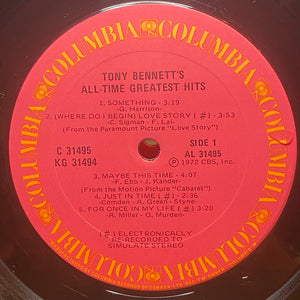 COLUMBIA COLUMBIA COLUMBIA COLUMBIA COLUMBIA COLUMBIA
TONY BENNETT'S
ALL-TIME GREATEST HITS
1. SOMETHING - 3:19
- G. Harrison -
2. (WHERE DO I BEGIN) LOVE STORY (#) - 3:53
- C. Sigman - F. Lai -
(From the Paramount Picture "Love Story")
C 31495
KG 31494
SIDE 1
AL 31495
℗ 1972 CBS, INC.
3. MAYBE THIS TIME - 4:07
- F. Ebb - J. Kander -
(From the Motion Picture "Cabaret")
4. JUST IN TIME (#) - 2:36
- Comden - A. Green - Styne -
5. FOR ONCE IN MY LIFE (#) - 3:20
- R. Miller - O. Murden -
(#) ELECTRONICALLY
RE-RECORDED TO
SIMULATE STEREO